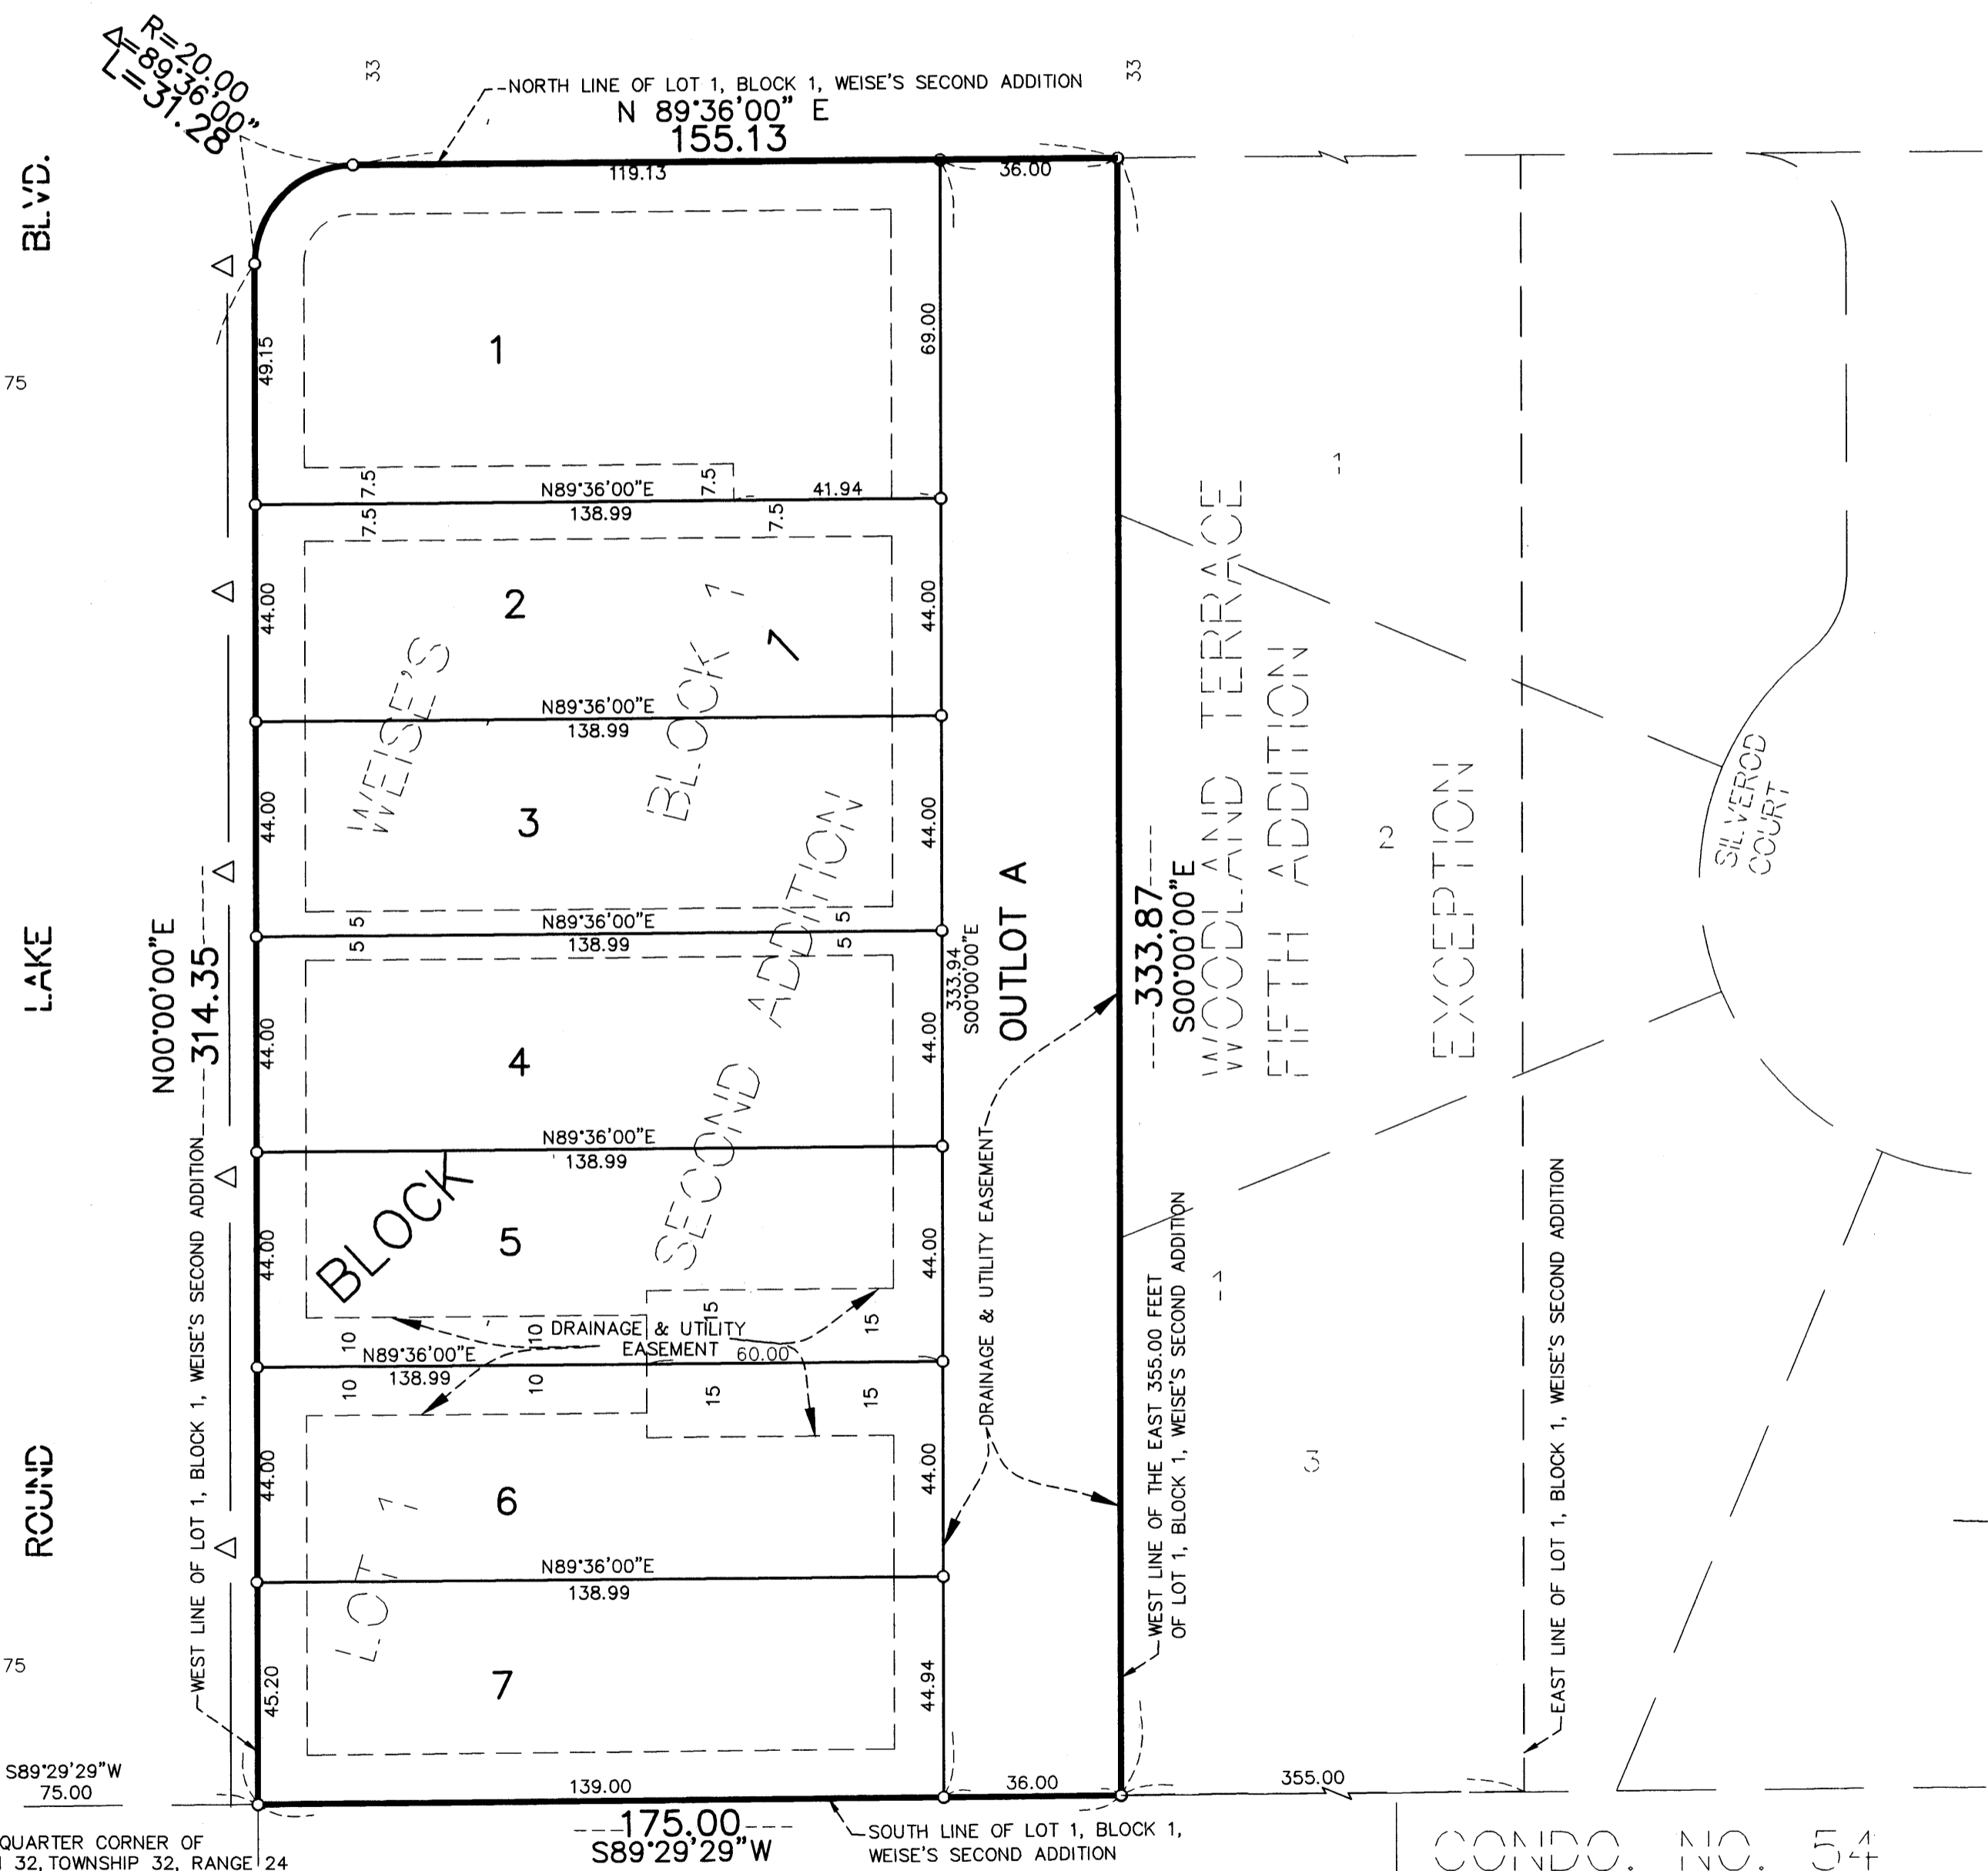 R=20.00
Δ=89°36'00"
L=31.28
33
33
NORTH LINE OF LOT 1, BLOCK 1, WEISE'S SECOND ADDITION
N 89°36'00" E
155.13
119.13
36.00
BLVD.
LAKE
ROUND
75
75
49.15
1
69.00
7.5
7.5
N89°36'00"E
138.99
7.5
7.5
41.94
44.00
2
44.00
WEISE'S
BLOCK 1
1
N89°36'00"E
138.99
44.00
3
44.00
SECOND ADDITION
5
5
N89°36'00"E
138.99
5
5
N00°00'00"E
314.35
333.94
S00°00'00"E
OUTLOT A
333.87
S00°00'00"E
44.00
4
44.00
N89°36'00"E
138.99
BLOCK
44.00
5
44.00
10
10
15
15
DRAINAGE & UTILITY
EASEMENT
60.00
N89°36'00"E
138.99
10
10
15
15
44.00
6
44.00
LOT 1
N89°36'00"E
138.99
45.20
7
44.94
WEST LINE OF LOT 1, BLOCK 1, WEISE'S SECOND ADDITION
DRAINAGE & UTILITY EASEMENT
WEST LINE OF THE EAST 355.00 FEET
OF LOT 1, BLOCK 1, WEISE'S SECOND ADDITION
EAST LINE OF LOT 1, BLOCK 1, WEISE'S SECOND ADDITION
WOODLAND TERRACE
FIFTH ADDITION
EXCEPTION
1
2
1
3
SILVEROD
COURT
S89°29'29"W
75.00
139.00
36.00
355.00
175.00
S89°29'29"W
SOUTH LINE OF LOT 1, BLOCK 1,
WEISE'S SECOND ADDITION
QUARTER CORNER OF
32, TOWNSHIP 32, RANGE 24
CONDO. NO. 54